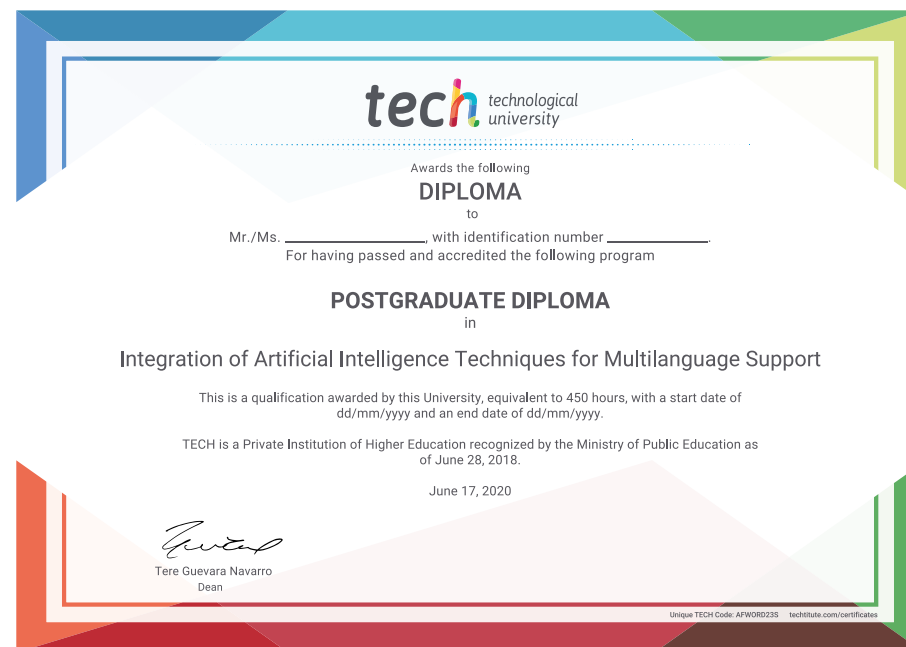 tech technological
university
Awards the following
DIPLOMA
to
Mr./Ms. ____________________, with identification number ______________.
For having passed and accredited the following program
POSTGRADUATE DIPLOMA
in
Integration of Artificial Intelligence Techniques for Multilanguage Support
This is a qualification awarded by this University, equivalent to 450 hours, with a start date of
dd/mm/yyyy and an end date of dd/mm/yyyy.
TECH is a Private Institution of Higher Education recognized by the Ministry of Public Education as
of June 28, 2018.
June 17, 2020
Tere Guevara Navarro
Dean
Unique TECH Code: AFWORD23S techtitute.com/certificates